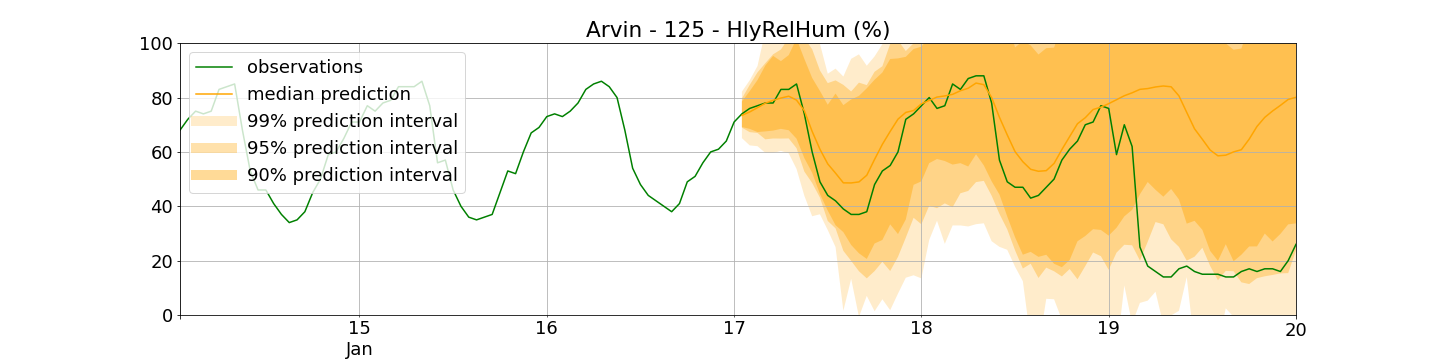 Arvin - 125 - HlyRelHum (%)
100
80
60
40
20
0
observations
median prediction
99% prediction interval
95% prediction interval
90% prediction interval
15
16
17
18
19
20
Jan